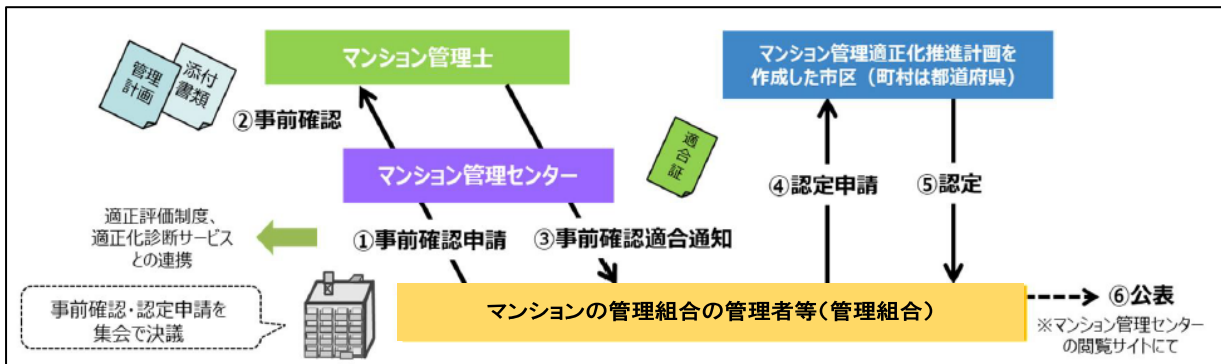 管理
計画
添付
書類
マンション管理士
②事前確認
マンション管理センター
適正評価制度、
適正化診断サービス
との連携
①事前確認申請
③事前確認適合通知
適
合
証
マンション管理適正化推進計画を
作成した市区（町村は都道府県）
④認定申請
⑤認定
事前確認・認定申請を
集会で決議
マンションの管理組合の管理者等（管理組合）
⑥公表
※マンション管理センター
の閲覧サイトにて